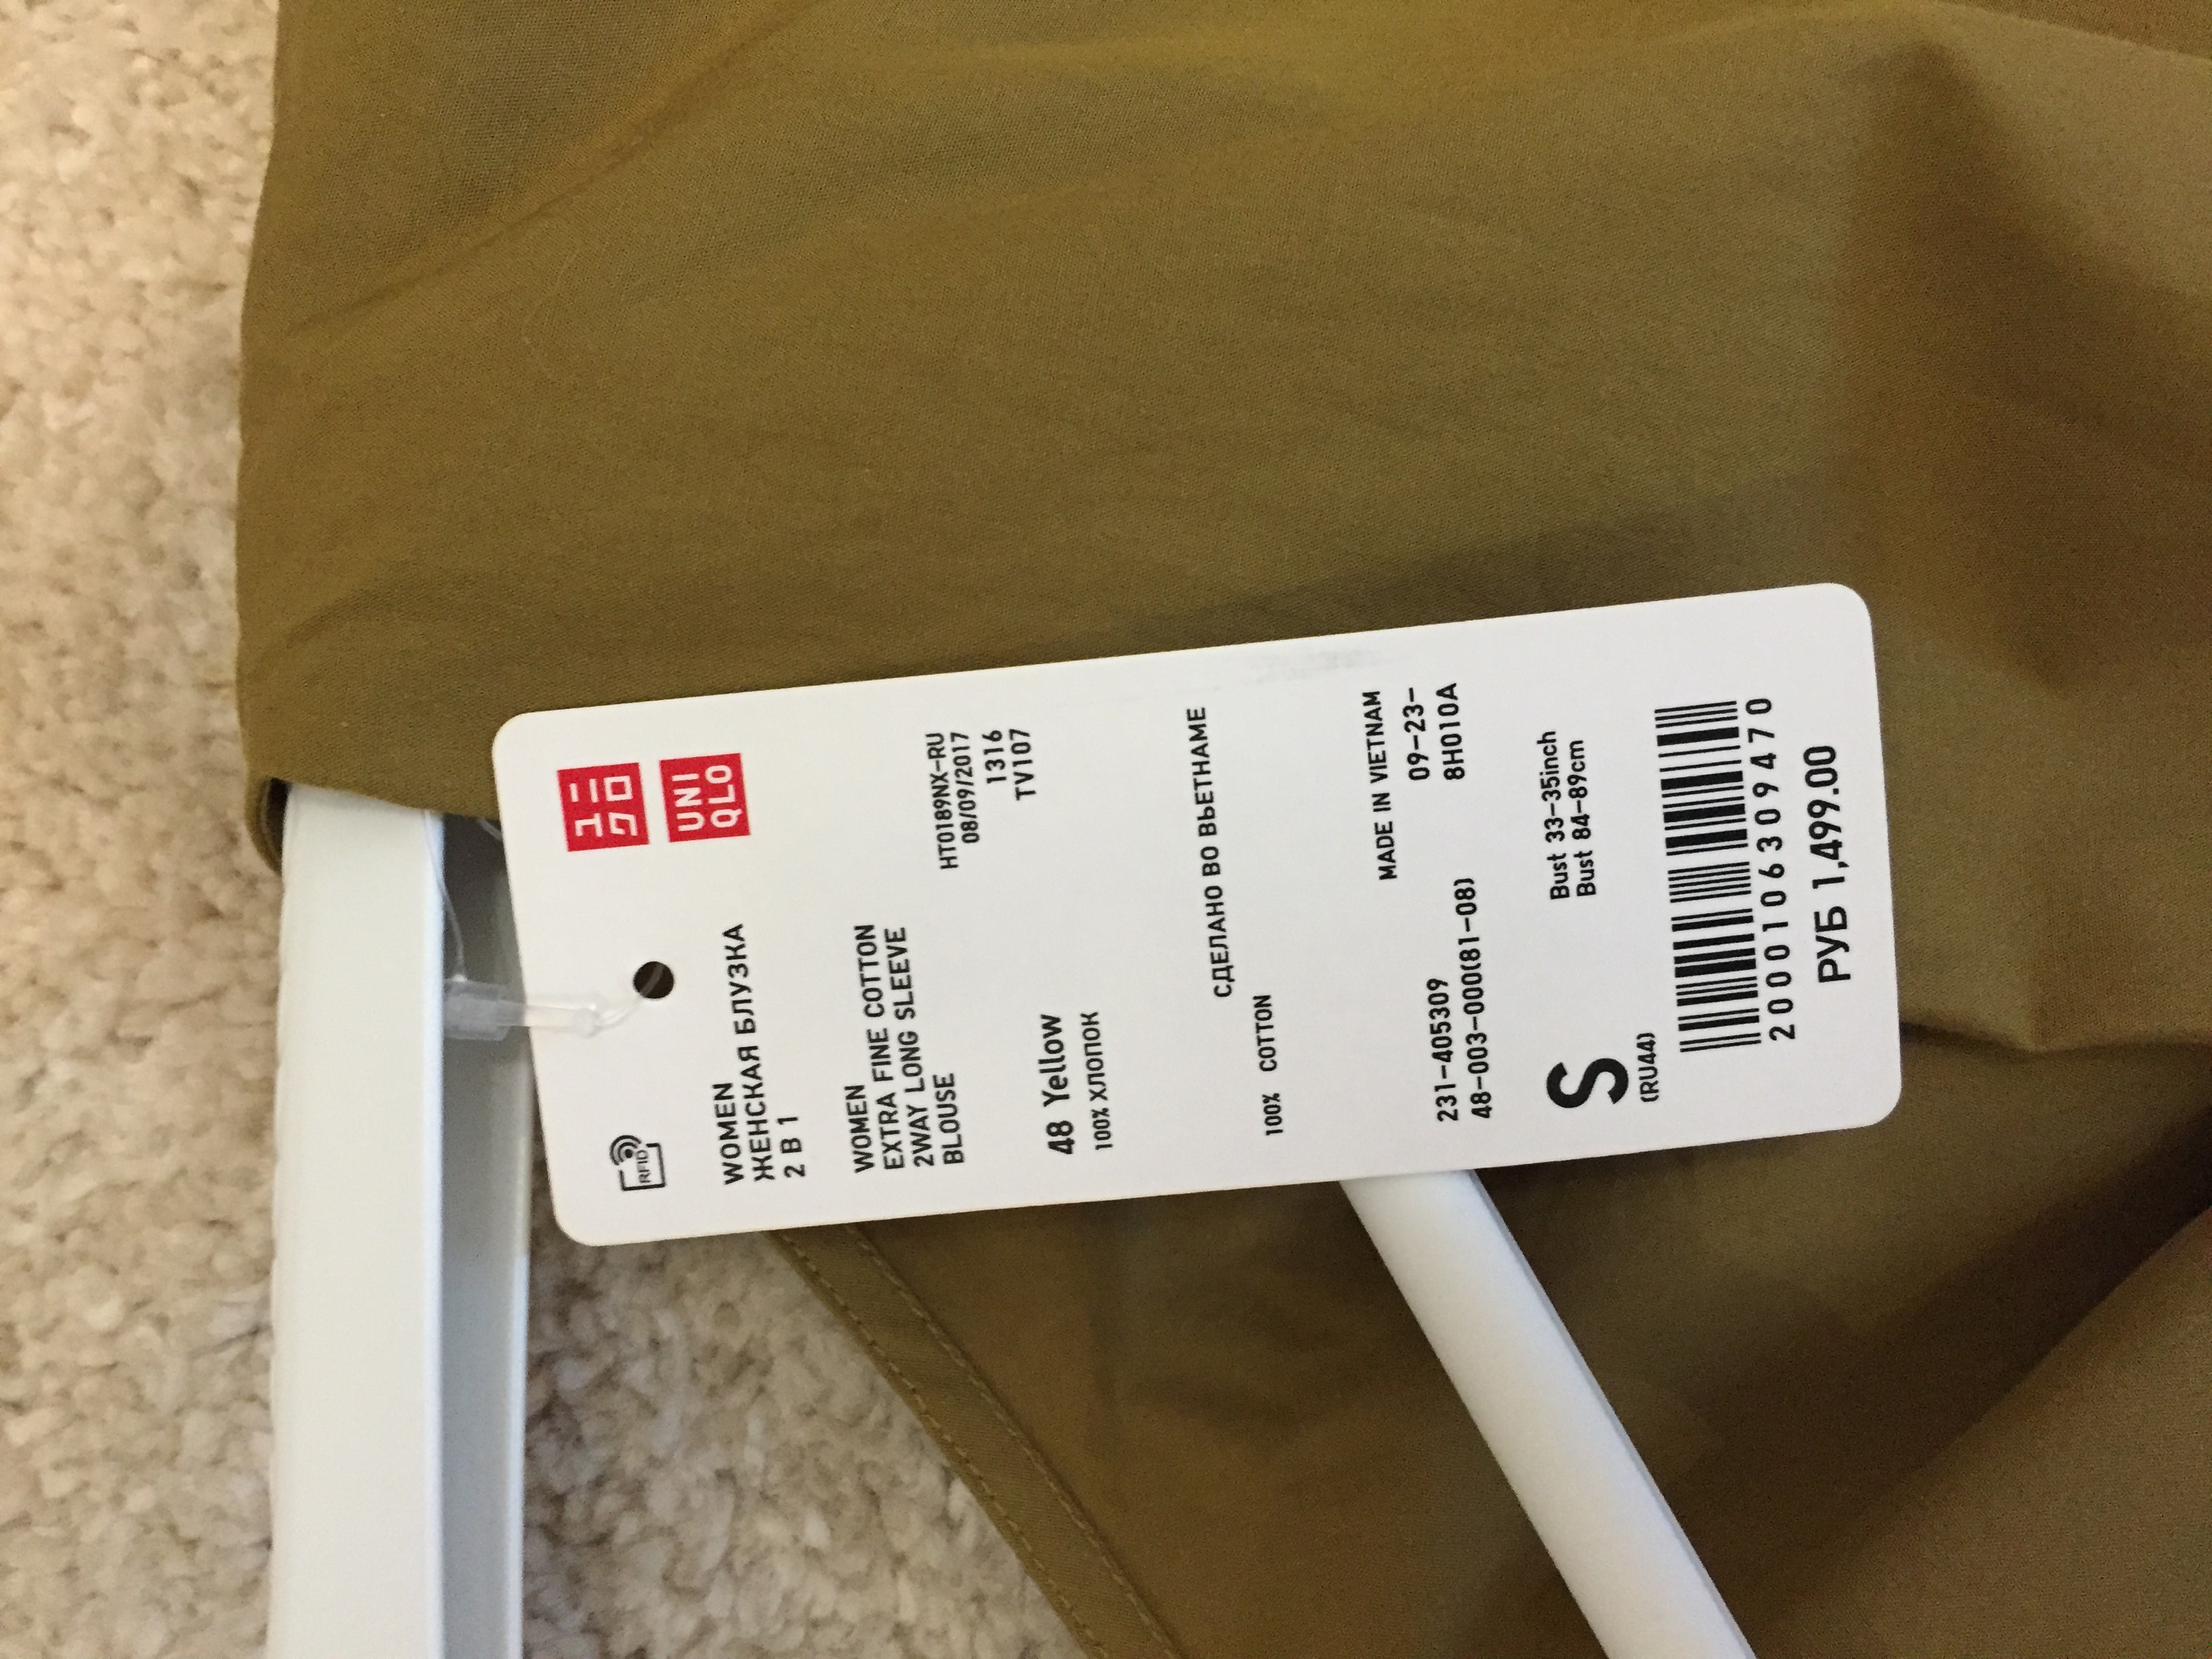 ユニ
クロ
UNI
QLO
RFID
WOMEN
ЖЕНСКАЯ БЛУЗКА
2 В 1
WOMEN
EXTRA FINE COTTON
2WAY LONG SLEEVE
BLOUSE
HT0189NX-RU
08/09/2017
1316
TV107
48 Yellow
100% ХЛОПОК
СДЕЛАНО ВО ВЬЕТНАМЕ
100% COTTON
MADE IN VIETNAM
09-23-
8H010A
231-405309
48-003-000(81-08)
S
(RU44)
Bust 33-35inch
Bust 84-89cm
2000106309470
РУБ 1,499.00